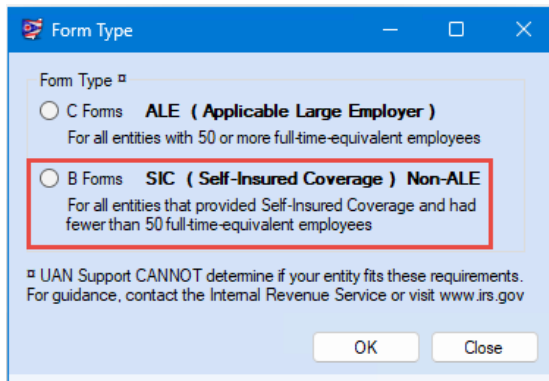 Form Type
Form Type ¤
C Forms ALE ( Applicable Large Employer )
For all entities with 50 or more full-time-equivalent employees
B Forms SIC ( Self-Insured Coverage ) Non-ALE
For all entities that provided Self-Insured Coverage and had
fewer than 50 full-time-equivalent employees
¤ UAN Support CANNOT determine if your entity fits these requirements.
For guidance, contact the Internal Revenue Service or visit www.irs.gov
OK Close